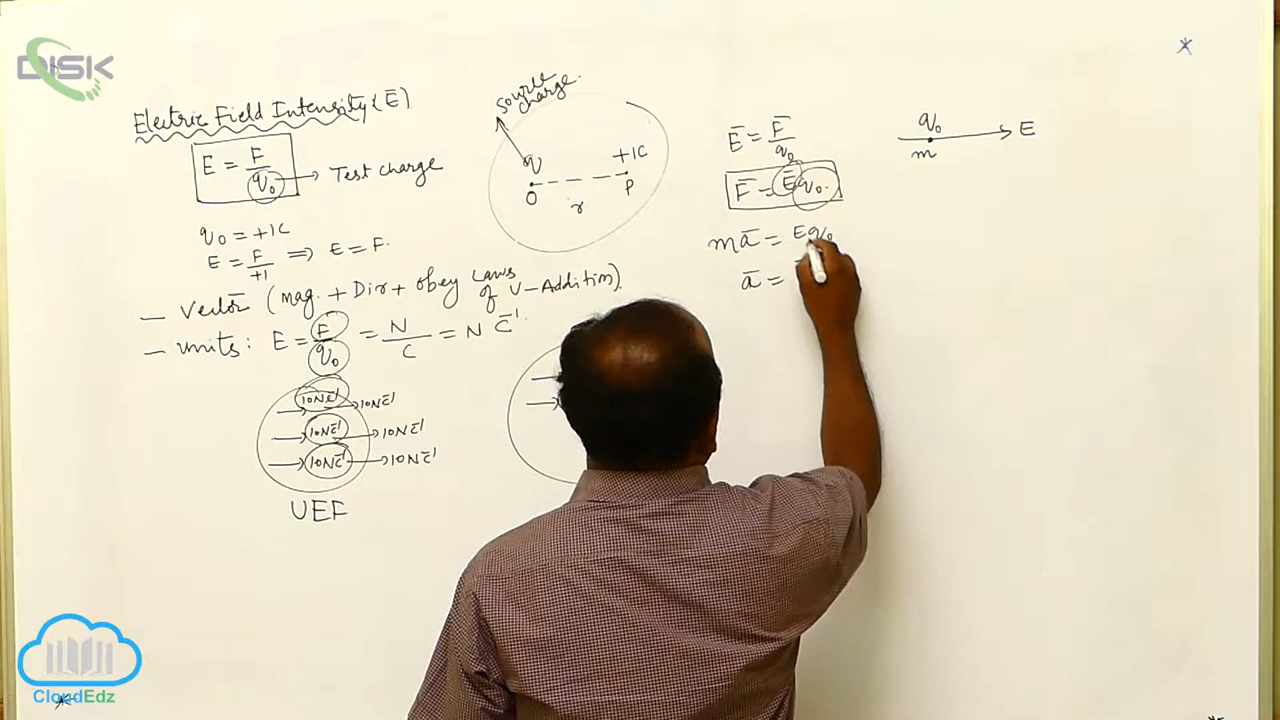 DISK
Electric Field Intensity (E̅)
E = F/q₀ → Test charge
q₀ = +1C
E = F/+1 ⟹ E = F.
— Vector (mag. + Dir + obey Laws of V-Addition).
— units: E = F/q₀ = N/C = N C⁻¹.
10NC⁻¹ → 10NC⁻¹
10NC⁻¹ → 10NC⁻¹
10NC⁻¹ → 10NC⁻¹
UEF
source charge.
q
+1C
O
r
P
E̅ = F̅/q₀
F̅ = E̅q₀.
ma̅ = Eq₀
a̅ =
q₀
E
m
CloudEdz